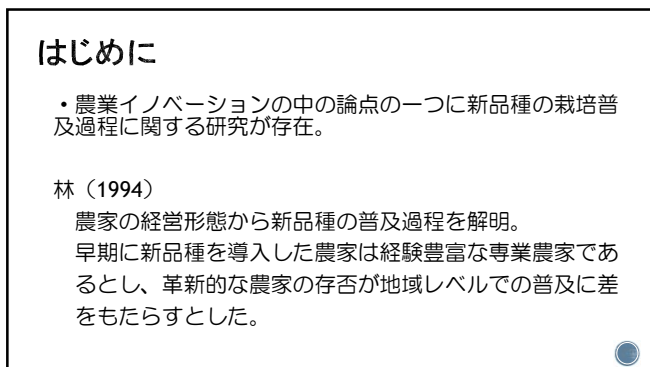 はじめに
・農業イノベーションの中の論点の一つに新品種の栽培普
及過程に関する研究が存在。
林（1994）
農家の経営形態から新品種の普及過程を解明。
早期に新品種を導入した農家は経験豊富な専業農家であ
るとし、革新的な農家の存否が地域レベルでの普及に差
をもたらすとした。